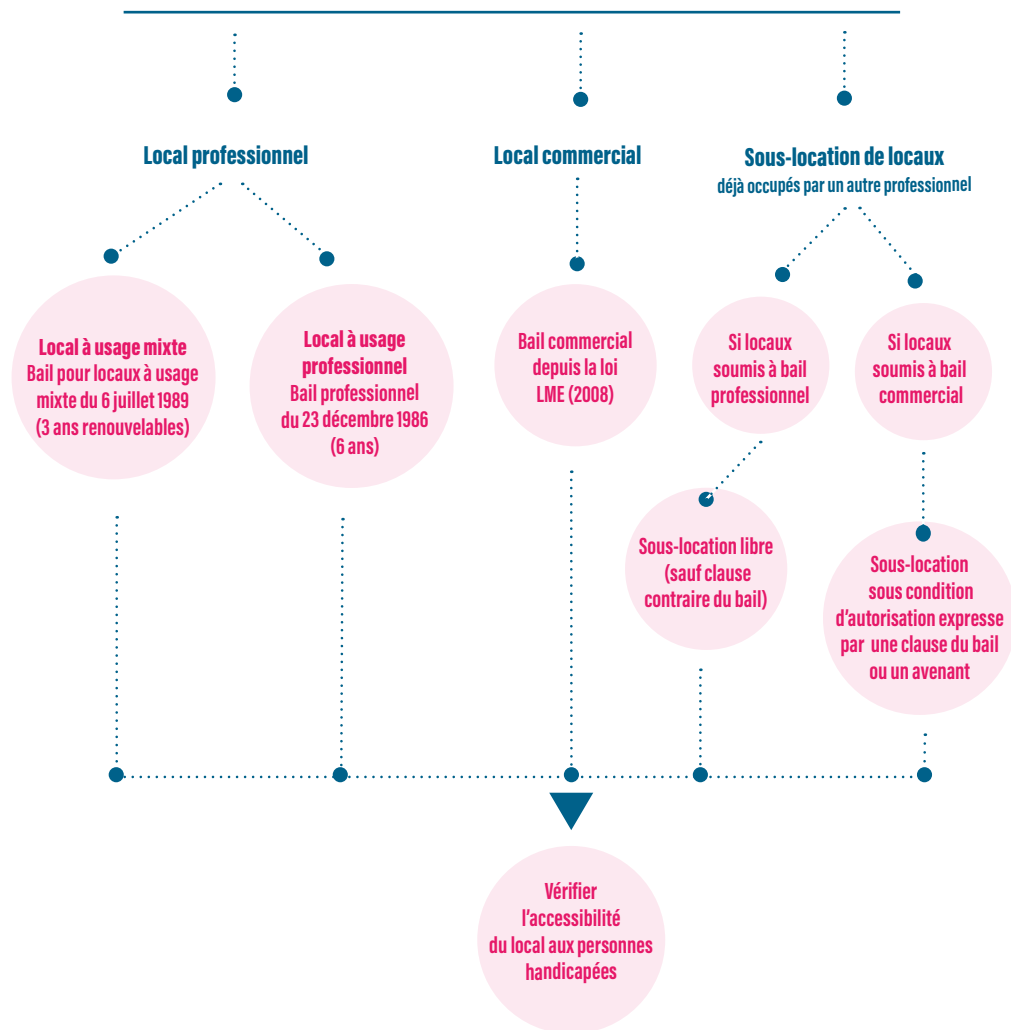 Local professionnel
Local commercial
Sous-location de locaux
déjà occupés par un autre professionnel
Local à usage mixte
Bail pour locaux à usage
mixte du 6 juillet 1989
(3 ans renouvelables)
Local à usage
professionnel
Bail professionnel
du 23 décembre 1986
(6 ans)
Bail commercial
depuis la loi
LME (2008)
Si locaux
soumis à bail
professionnel
Si locaux
soumis à bail
commercial
Sous-location libre
(sauf clause
contraire du bail)
Sous-location
sous condition
d'autorisation expresse
par une clause du bail
ou un avenant
Vérifier
l'accessibilité
du local aux personnes
handicapées